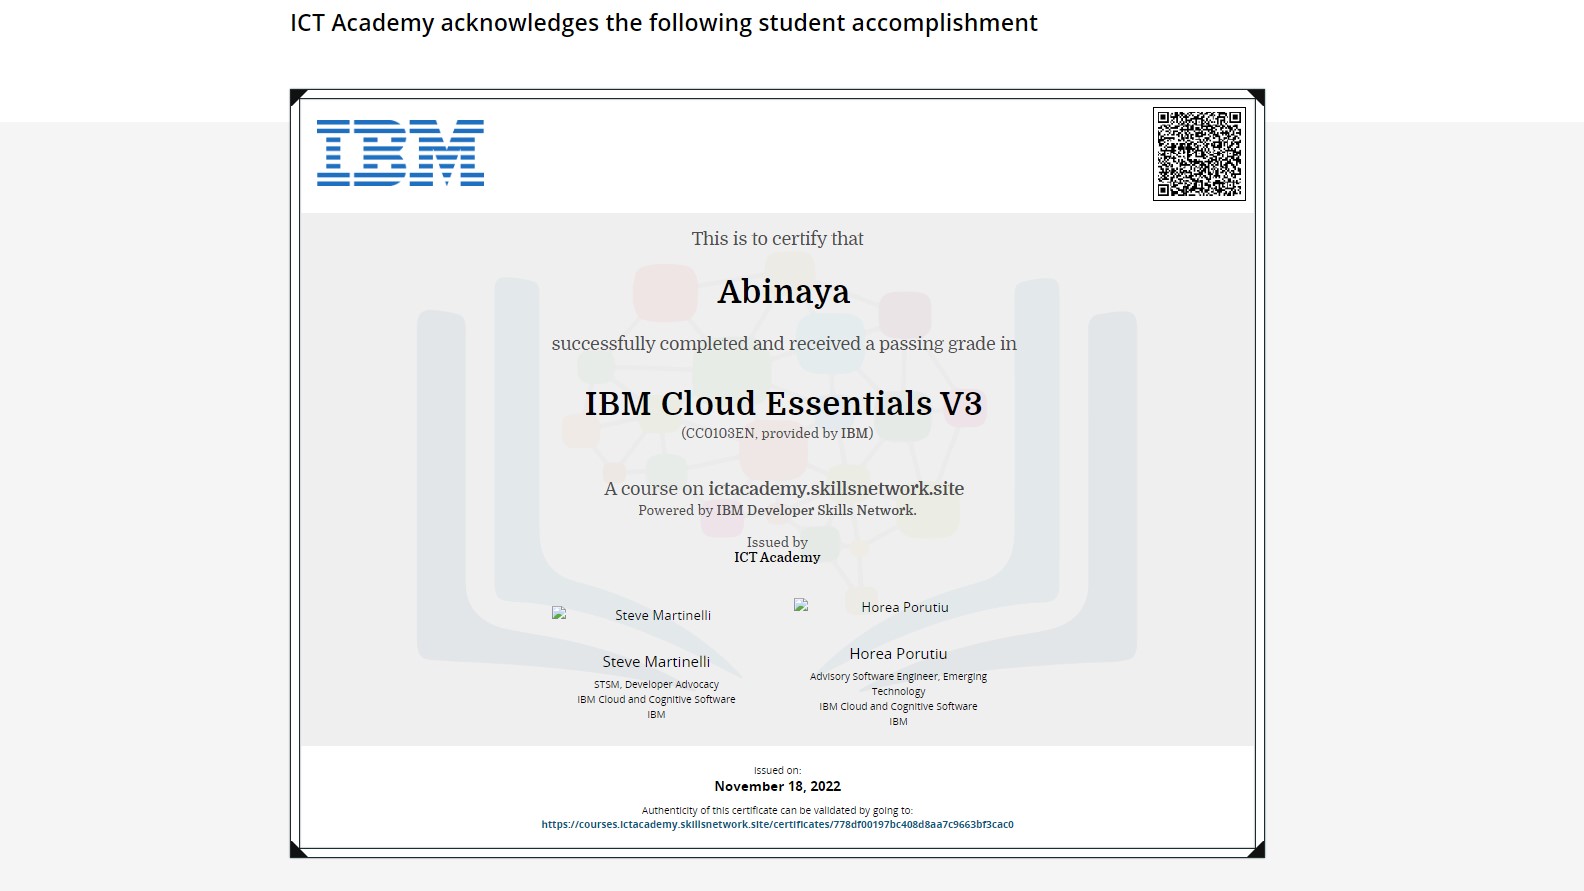 ICT Academy acknowledges the following student accomplishment
IBM
This is to certify that
Abinaya
successfully completed and received a passing grade in
IBM Cloud Essentials V3
(CC0103EN, provided by IBM)
A course on ictacademy.skillsnetwork.site
Powered by IBM Developer Skills Network.
Issued by
ICT Academy
Steve Martinelli
Steve Martinelli
STSM, Developer Advocacy
IBM Cloud and Cognitive Software
IBM
Horea Porutiu
Horea Porutiu
Advisory Software Engineer, Emerging
Technology
IBM Cloud and Cognitive Software
IBM
Issued on:
November 18, 2022
Authenticity of this certificate can be validated by going to:
https://courses.ictacademy.skillsnetwork.site/certificates/778df00197bc408d8aa7c9663bf3cac0